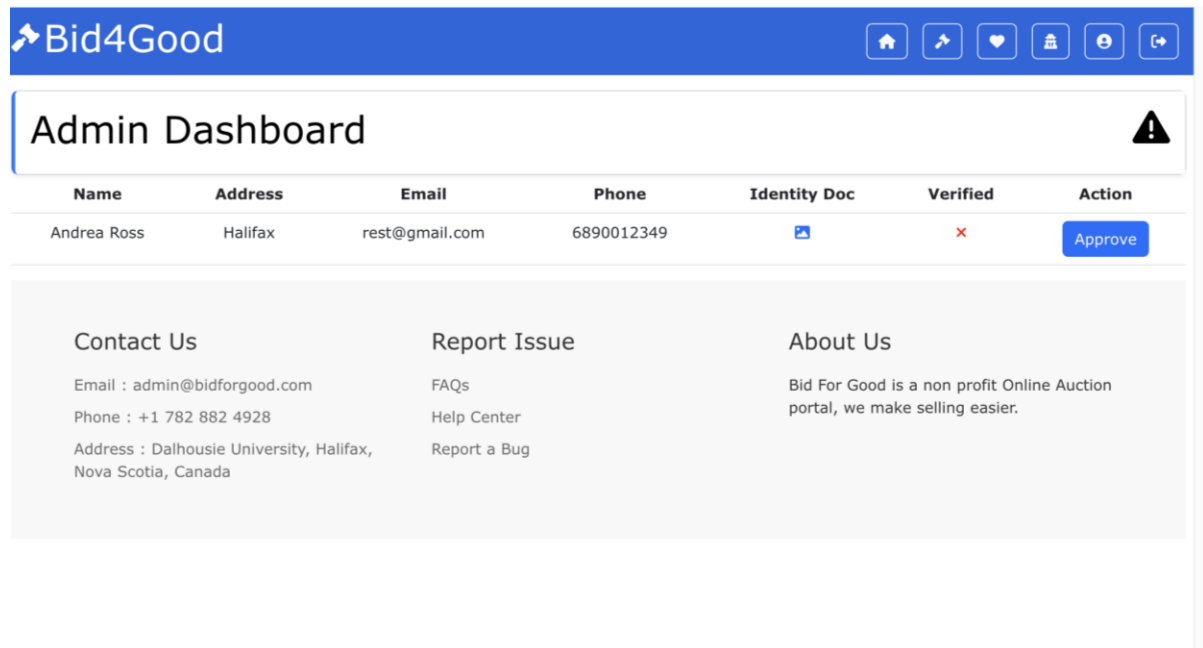 Bid4Good
Admin Dashboard
Name Address Email Phone Identity Doc Verified Action
Andrea Ross Halifax rest@gmail.com 6890012349 Approve
Contact Us
Email : admin@bidforgood.com
Phone : +1 782 882 4928
Address : Dalhousie University, Halifax,
Nova Scotia, Canada
Report Issue
FAQs
Help Center
Report a Bug
About Us
Bid For Good is a non profit Online Auction
portal, we make selling easier.